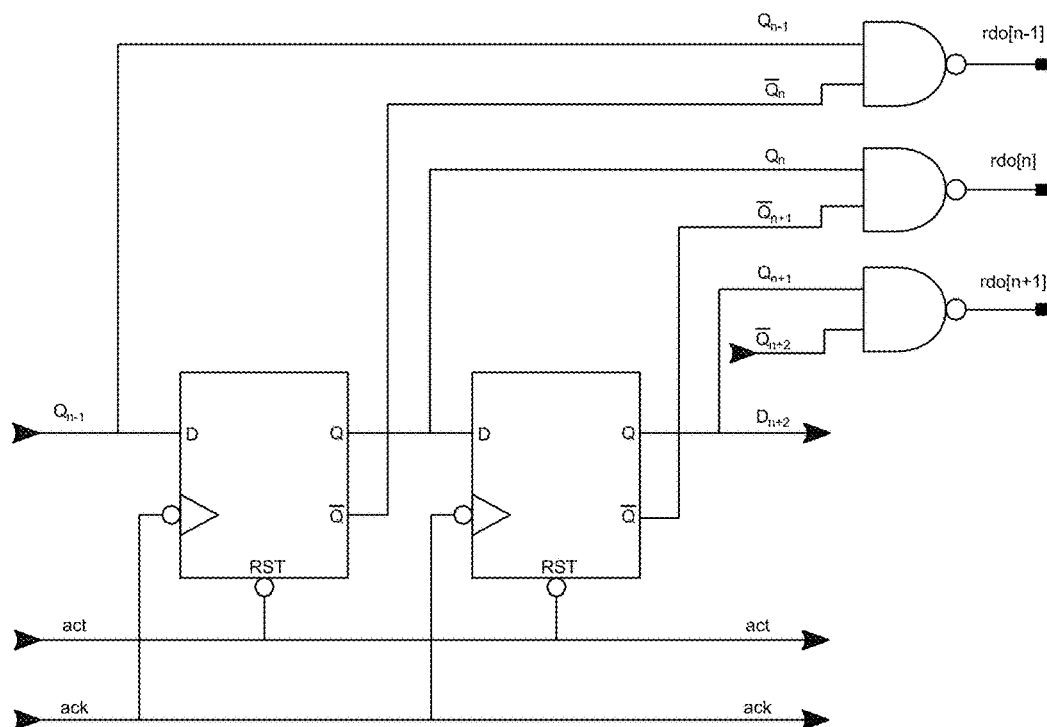 Qn-1
rdo[n-1]
Q̅n
Qn
rdo[n]
Q̅n+1
Qn+1
rdo[n+1]
Q̅n+2
Qn-1
Dn+2
D
Q
D
Q
Q̅
Q̅
RST
RST
act
act
ack
ack